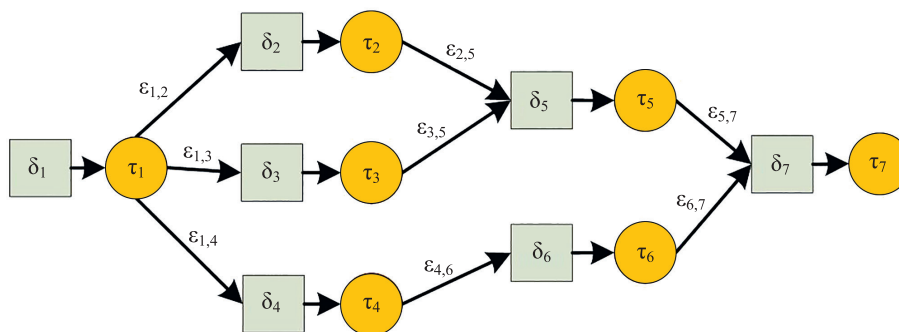 δ1
τ1
ε1,2
ε1,3
ε1,4
δ2
τ2
δ3
τ3
δ4
τ4
ε2,5
ε3,5
ε4,6
δ5
τ5
δ6
τ6
ε5,7
ε6,7
δ7
τ7